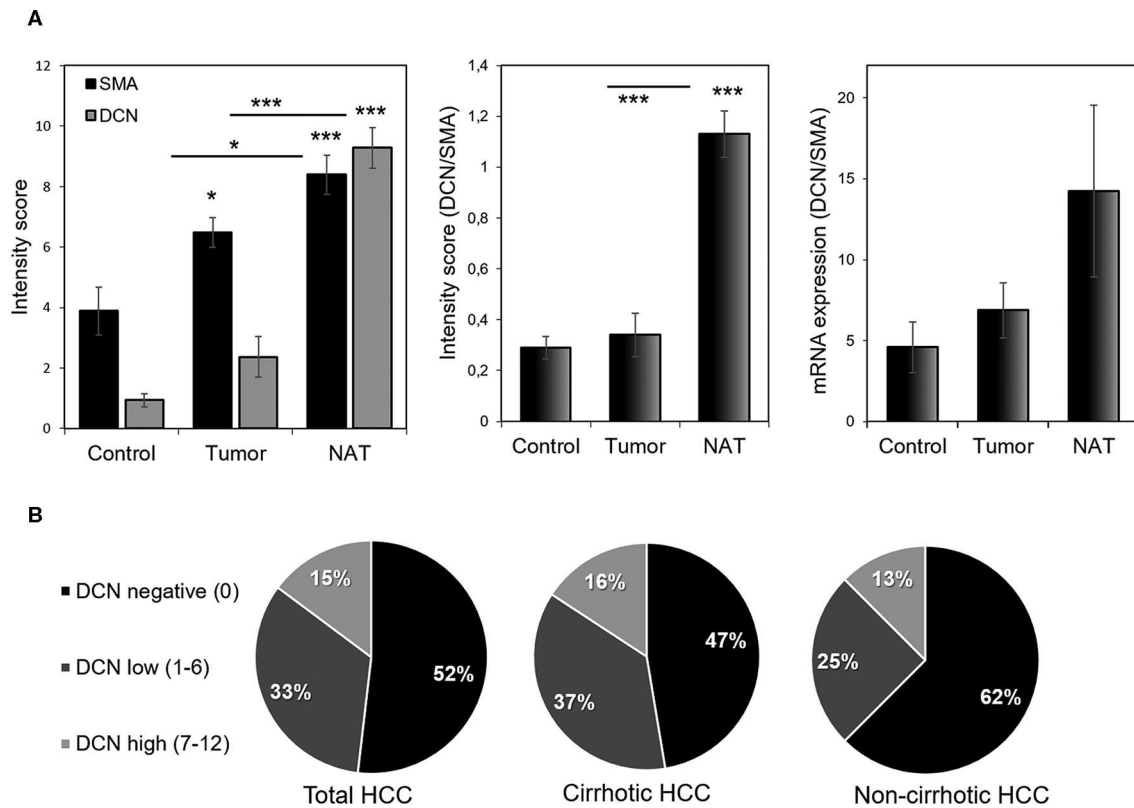 A
Intensity score
12
10
8
6
4
2
0
SMA
DCN
***
***
***
*
*
Control
Tumor
NAT
Intensity score (DCN/SMA)
1,4
1,2
1
0,8
0,6
0,4
0,2
0
***
***
Control
Tumor
NAT
mRNA expression (DCN/SMA)
20
15
10
5
0
Control
Tumor
NAT
B
DCN negative (0)
DCN low (1-6)
DCN high (7-12)
15%
33%
52%
Total HCC
16%
37%
47%
Cirrhotic HCC
13%
25%
62%
Non-cirrhotic HCC